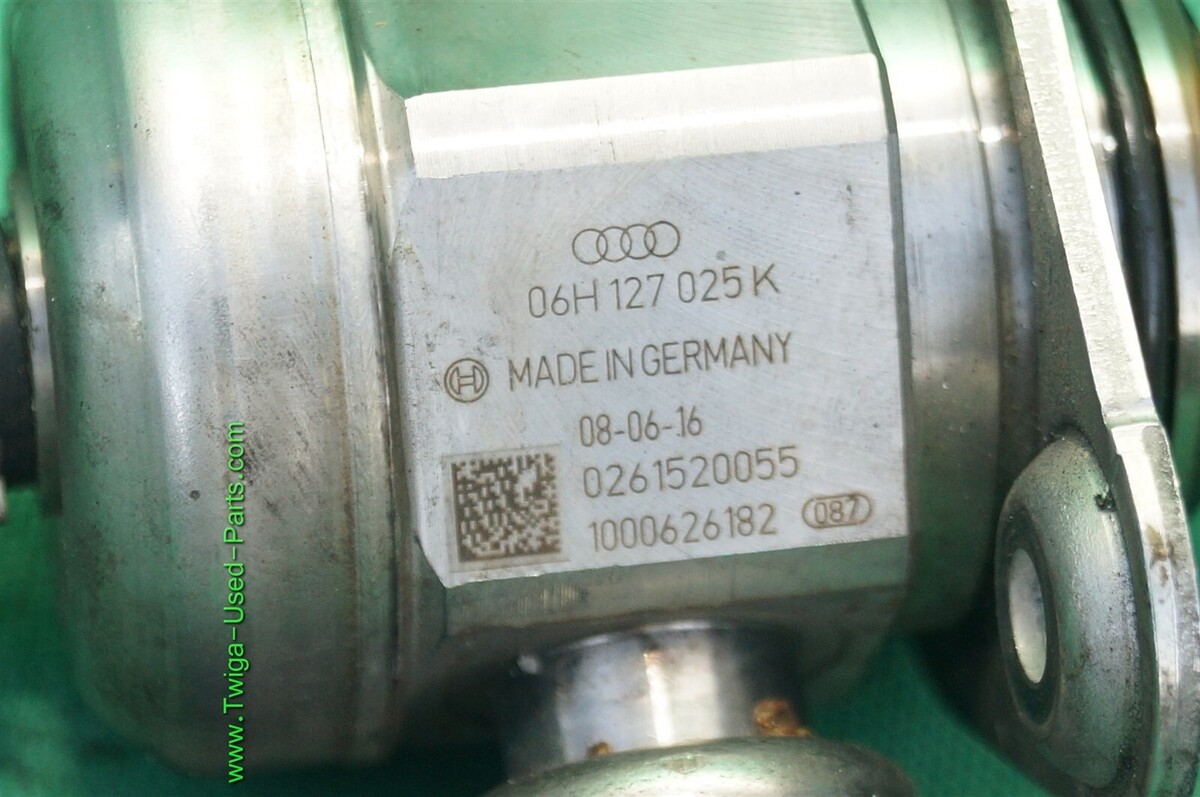 06H 127 025 K
MADE IN GERMANY
08-06-16
0261520055
1000626182 087
www.Twiga-Used-Parts.com